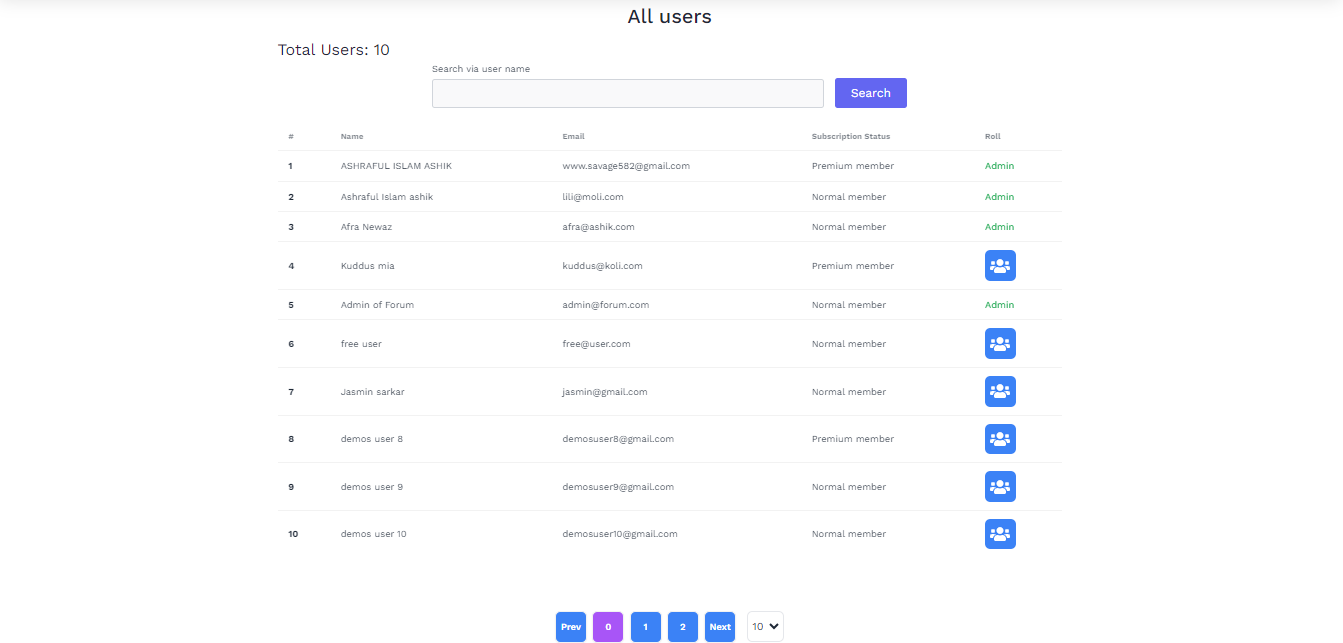 All users
Total Users: 10
Search via user name
Search
# Name Email Subscription Status Roll
1 ASHRAFUL ISLAM ASHIK www.savage582@gmail.com Premium member Admin
2 Ashraful Islam ashik lili@moli.com Normal member Admin
3 Afra Newaz afra@ashik.com Normal member Admin
4 Kuddus mia kuddus@koli.com Premium member
5 Admin of Forum admin@forum.com Normal member Admin
6 free user free@user.com Normal member
7 Jasmin sarkar jasmin@gmail.com Normal member
8 demos user 8 demosuser8@gmail.com Premium member
9 demos user 9 demosuser9@gmail.com Normal member
10 demos user 10 demosuser10@gmail.com Normal member
Prev 0 1 2 Next 10